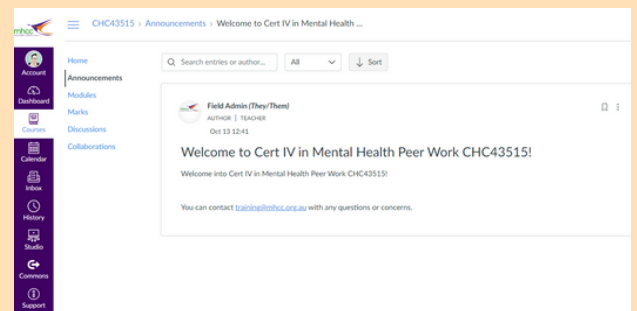 mhcc
CHC43515 › Announcements › Welcome to Cert IV in Mental Health ...
Account
Dashboard
Courses
Calendar
Inbox
History
Studio
Commons
Support
Home
Announcements
Modules
Marks
Discussions
Collaborations
Search entries or author...
All
Sort
Field Admin (They/Them)
AUTHOR | TEACHER
Oct 13 12:41
Welcome to Cert IV in Mental Health Peer Work CHC43515!
Welcome into Cert IV in Mental Health Peer Work CHC43515!
You can contact training@mhcc.org.au with any questions or concerns.